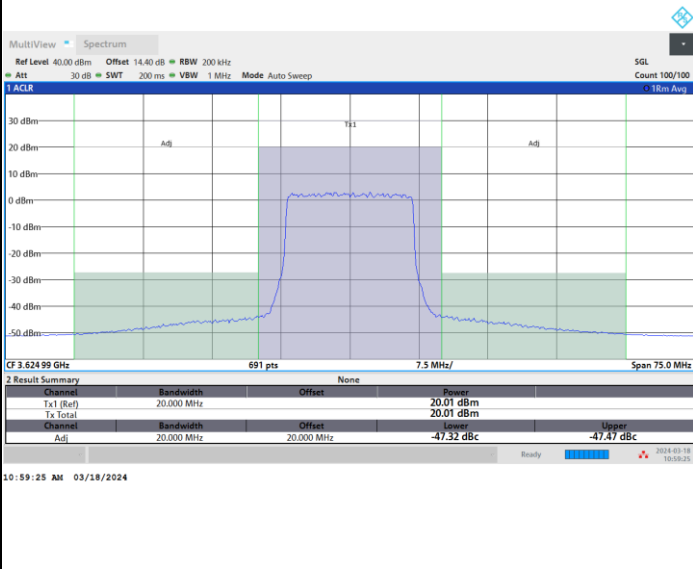 MultiView Spectrum
Ref Level 40.00 dBm Offset 14.40 dB RBW 200 kHz SGL
Att 30 dB SWT 200 ms VBW 1 MHz Mode Auto Sweep Count 100/100
1 ACLR 1Rm Avg
30 dBm
Tx1
20 dBm
Adj Adj
10 dBm
0 dBm
-10 dBm
-20 dBm
-30 dBm
-40 dBm
-50 dBm
CF 3.624 99 GHz 691 pts 7.5 MHz/ Span 75.0 MHz
2 Result Summary None
Channel Bandwidth Offset Power
Tx1 (Ref) 20.000 MHz 20.01 dBm
Tx Total 20.01 dBm
Channel Bandwidth Offset Lower Upper
Adj 20.000 MHz 20.000 MHz -47.32 dBc -47.47 dBc
Ready 2024-03-18
10:59:25
10:59:25 AM 03/18/2024